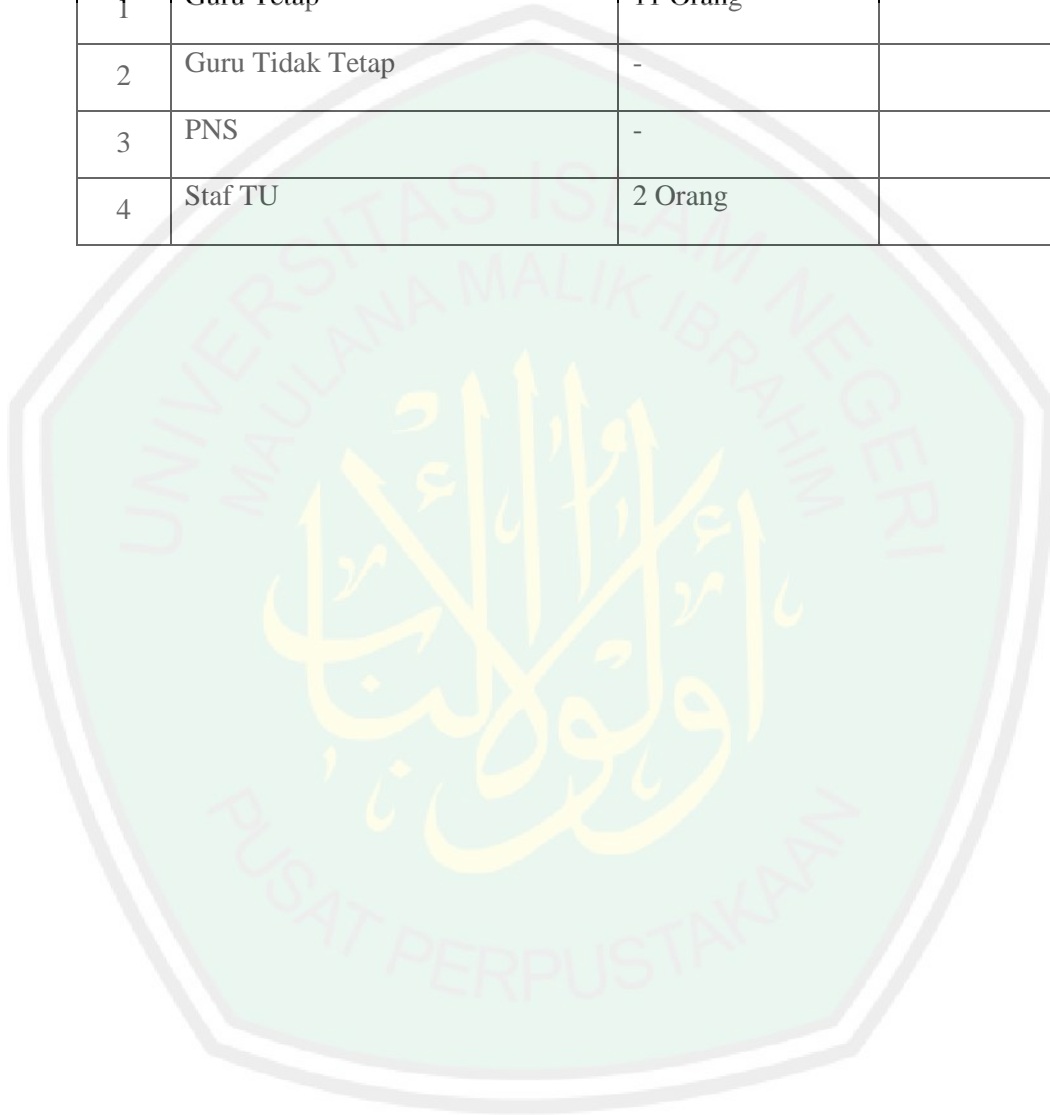 1 Guru Tetap 11 Orang
2 Guru Tidak Tetap -
3 PNS -
4 Staf TU 2 Orang
UNIVERSITAS ISLAM NEGERI
MAULANA MALIK IBRAHIM
أولوا الألباب
PUSAT PERPUSTAKAAN